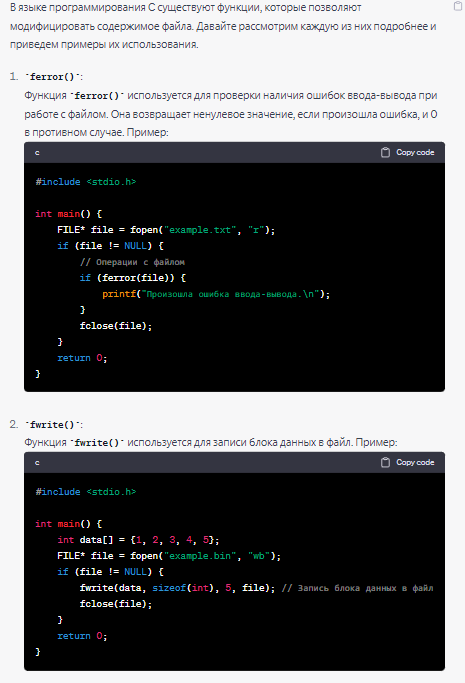 В языке программирования C существуют функции, которые позволяют
модифицировать содержимое файла. Давайте рассмотрим каждую из них подробнее и
приведем примеры их использования.
1. `ferror()`:
Функция `ferror()` используется для проверки наличия ошибок ввода-вывода при
работе с файлом. Она возвращает ненулевое значение, если произошла ошибка, и 0
в противном случае. Пример:
c Copy code
#include <stdio.h>
int main() {
    FILE* file = fopen("example.txt", "r");
    if (file != NULL) {
        // Операции с файлом
        if (ferror(file)) {
            printf("Произошла ошибка ввода-вывода.\n");
        }
        fclose(file);
    }
    return 0;
}
2. `fwrite()`:
Функция `fwrite()` используется для записи блока данных в файл. Пример:
c Copy code
#include <stdio.h>
int main() {
    int data[] = {1, 2, 3, 4, 5};
    FILE* file = fopen("example.bin", "wb");
    if (file != NULL) {
        fwrite(data, sizeof(int), 5, file); // Запись блока данных в файл
        fclose(file);
    }
    return 0;
}